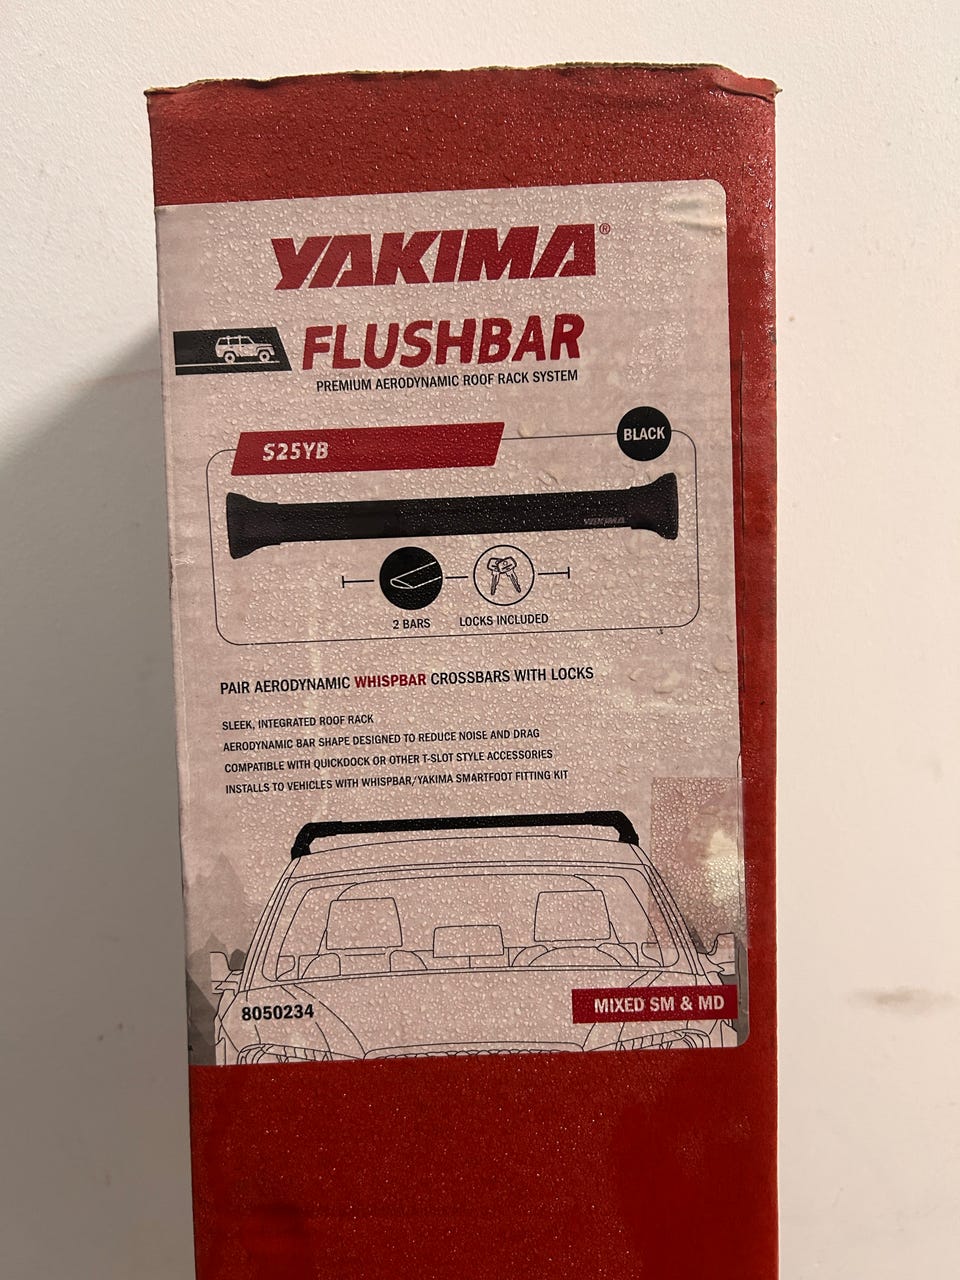 YAKIMA®
FLUSHBAR
PREMIUM AERODYNAMIC ROOF RACK SYSTEM
S25YB
BLACK
YAKIMA
2 BARS
LOCKS INCLUDED
PAIR AERODYNAMIC WHISPBAR CROSSBARS WITH LOCKS
SLEEK, INTEGRATED ROOF RACK
AERODYNAMIC BAR SHAPE DESIGNED TO REDUCE NOISE AND DRAG
COMPATIBLE WITH QUICKDOCK OR OTHER T-SLOT STYLE ACCESSORIES
INSTALLS TO VEHICLES WITH WHISPBAR/YAKIMA SMARTFOOT FITTING KIT
8050234
MIXED SM & MD